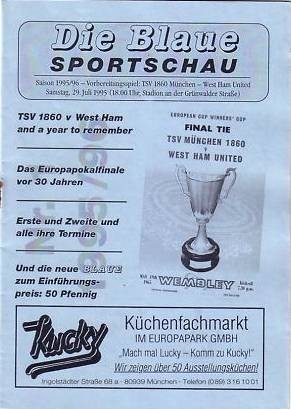 Die Blaue
SPORTSCHAU
Saison 1995/96 – Vorbereitungsspiel: TSV 1860 München – West Ham United
Samstag, 29. Juli 1995 (18.00 Uhr, Stadion an der Grünwalder Straße)
TSV 1860 v West Ham
and a year to remember
Das Europapokalfinale
vor 30 Jahren
Erste und Zweite und
alle ihre Termine
Und die neue BLAUE
zum Einführungs-
preis: 50 Pfennig
EUROPEAN CUP WINNERS' CUP
FINAL TIE
TSV MÜNCHEN 1860
v
WEST HAM UNITED
WEMBLEY
Kucky
Küchenfachmarkt
IM EUROPAPARK GMBH
„Mach mal Lucky – Komm zu Kucky!"
Wir zeigen über 50 Ausstellungsküchen!
Ingolstädter Straße 68 a - 80939 München - Telefon (089) 316 10 01